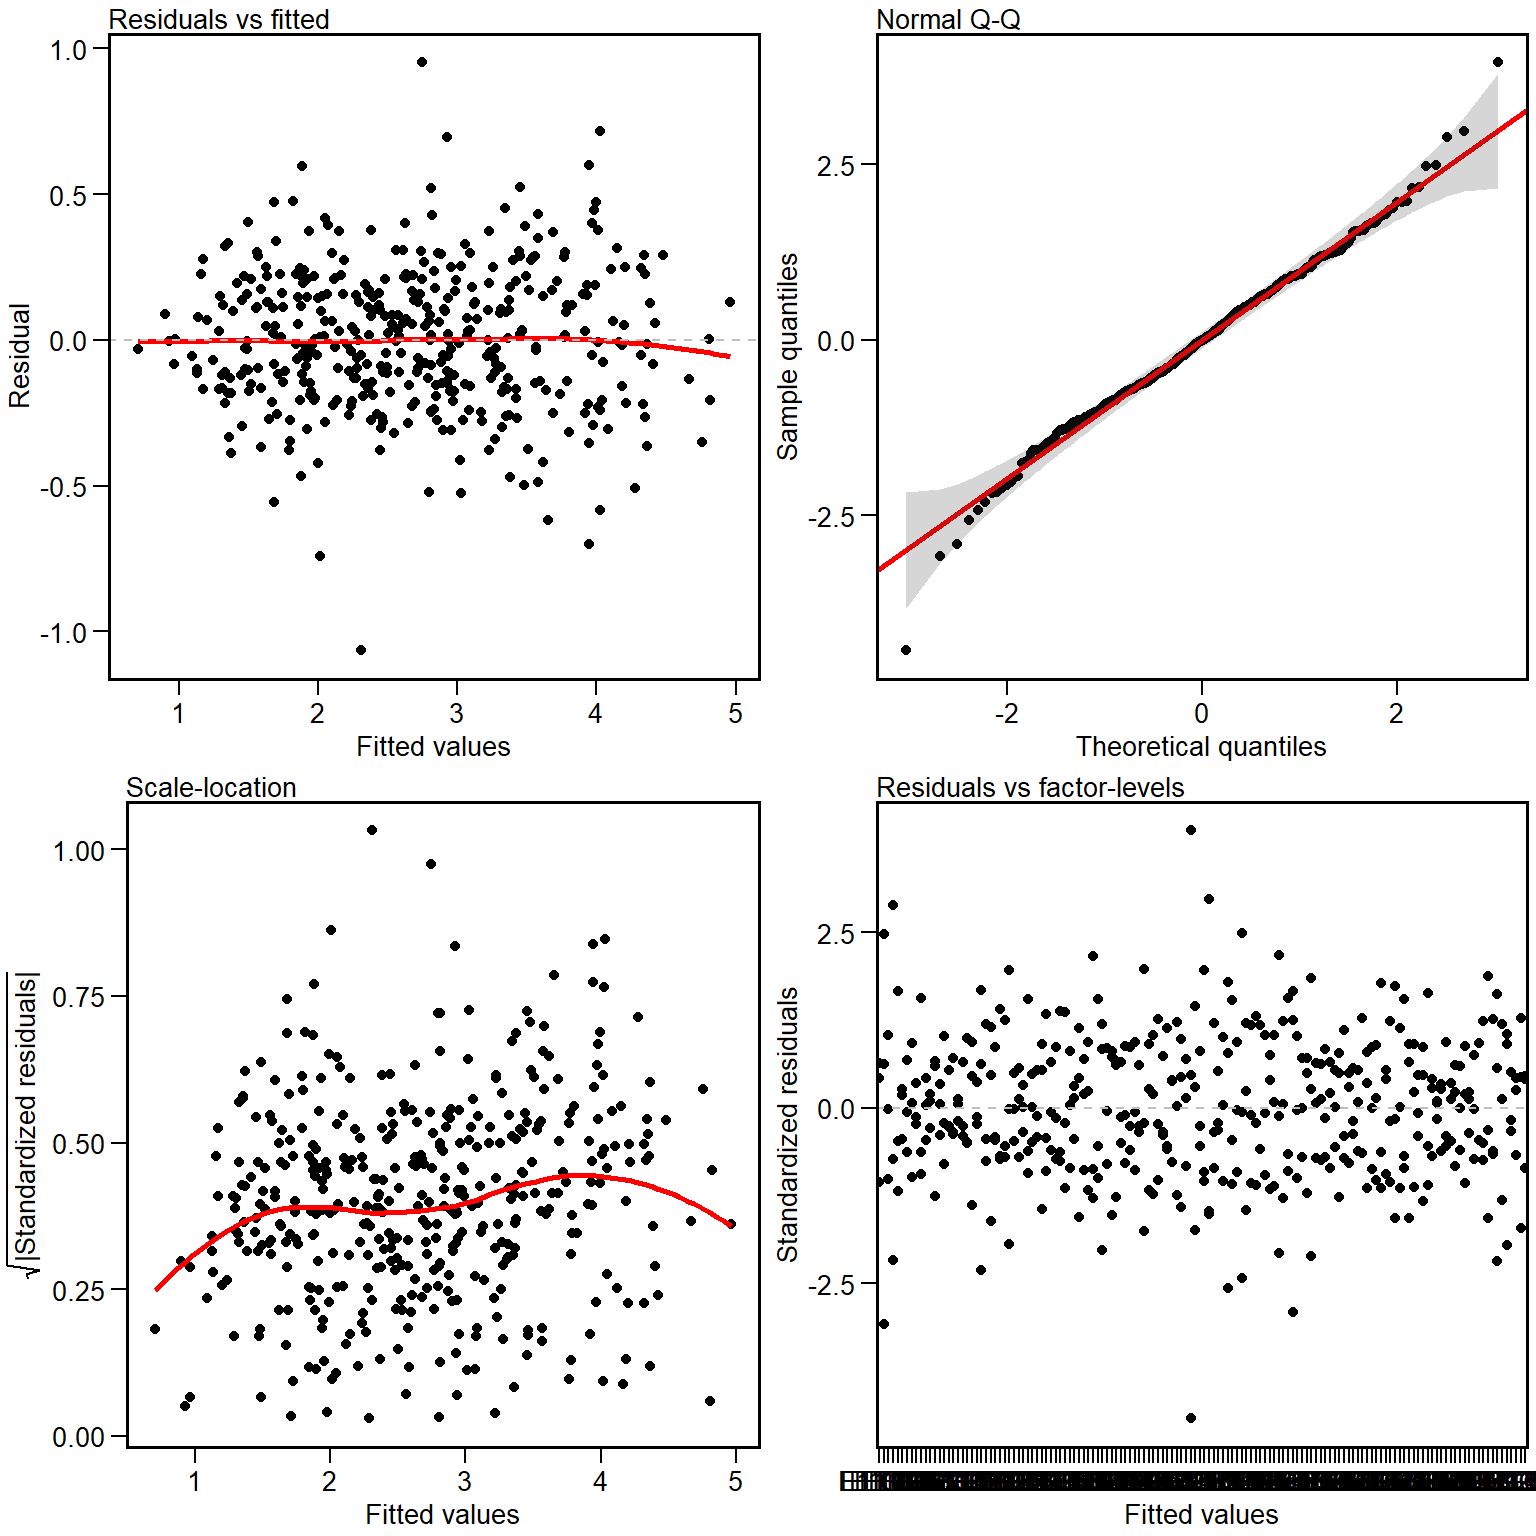 Residuals vs fitted
1.0
0.5
0.0
-0.5
-1.0
Residual
1 2 3 4 5
Fitted values
Normal Q-Q
2.5
0.0
-2.5
Sample quantiles
-2 0 2
Theoretical quantiles
Scale-location
1.00
0.75
0.50
0.25
0.00
√|Standardized residuals|
1 2 3 4 5
Fitted values
Residuals vs factor-levels
2.5
0.0
-2.5
Standardized residuals
Fitted values